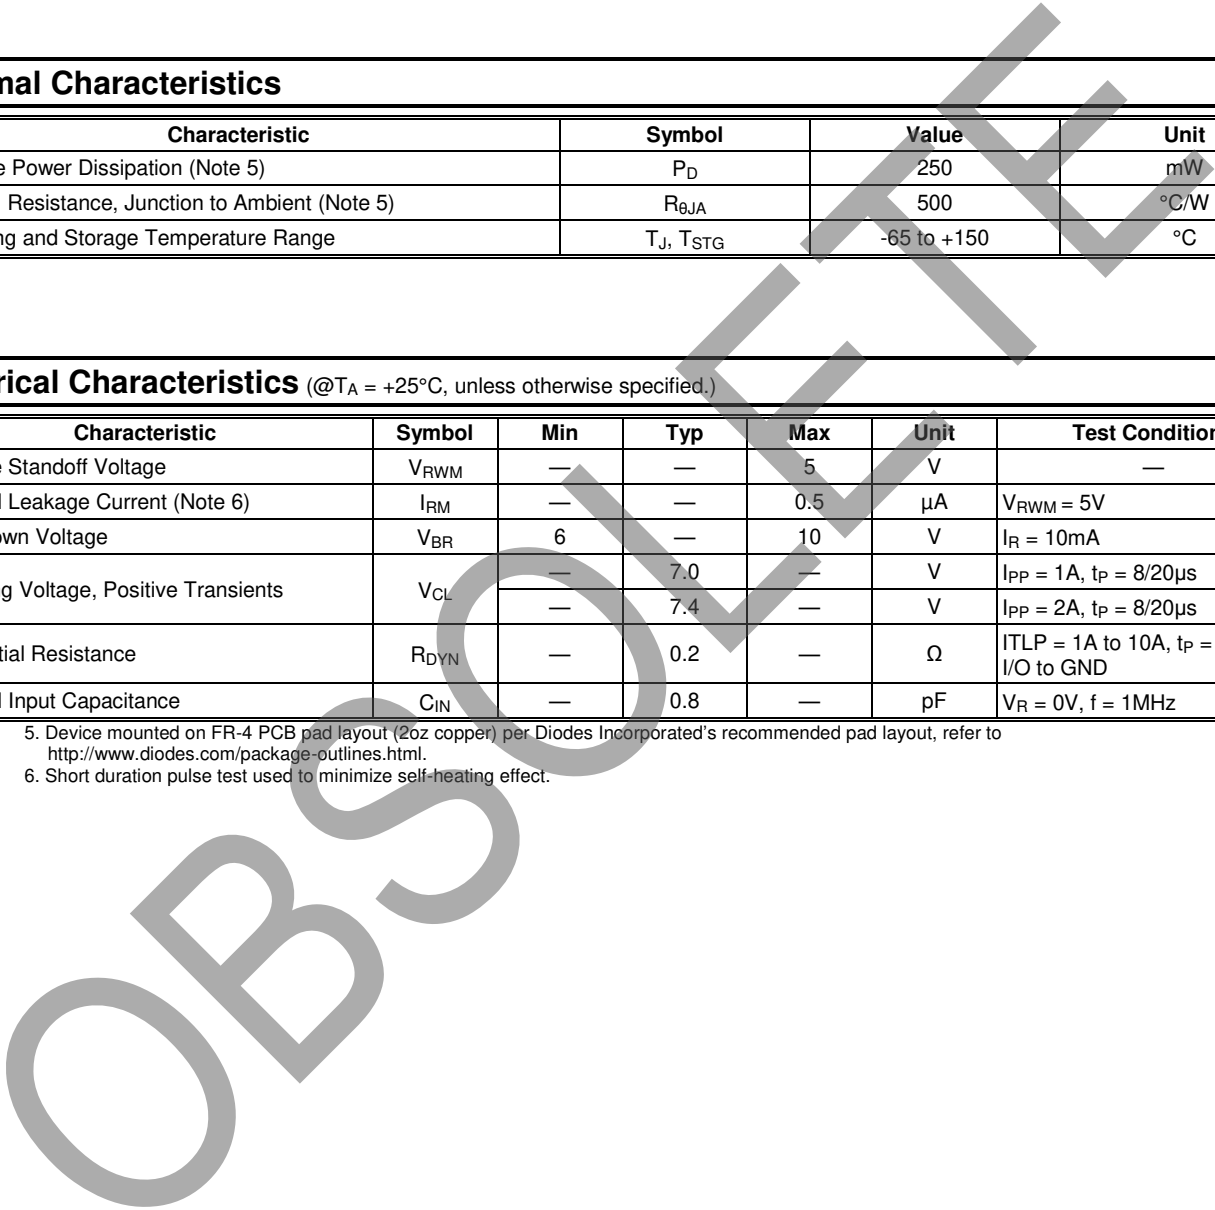 mal Characteristics
Characteristic Symbol Value Unit
e Power Dissipation (Note 5) PD 250 mW
Resistance, Junction to Ambient (Note 5) RθJA 500 °C/W
ng and Storage Temperature Range TJ, TSTG -65 to +150 °C
rical Characteristics (@TA = +25°C, unless otherwise specified.)
Characteristic Symbol Min Typ Max Unit Test Condition
e Standoff Voltage VRWM — — 5 V —
l Leakage Current (Note 6) IRM — — 0.5 µA VRWM = 5V
own Voltage VBR 6 — 10 V IR = 10mA
g Voltage, Positive Transients VCL — 7.0 — V IPP = 1A, tP = 8/20µs
— 7.4 — V IPP = 2A, tP = 8/20µs
tial Resistance RDYN — 0.2 — Ω ITLP = 1A to 10A, tP =
I/O to GND
l Input Capacitance CIN — 0.8 — pF VR = 0V, f = 1MHz
5. Device mounted on FR-4 PCB pad layout (2oz copper) per Diodes Incorporated's recommended pad layout, refer to
http://www.diodes.com/package-outlines.html.
6. Short duration pulse test used to minimize self-heating effect.
OBSOLETE